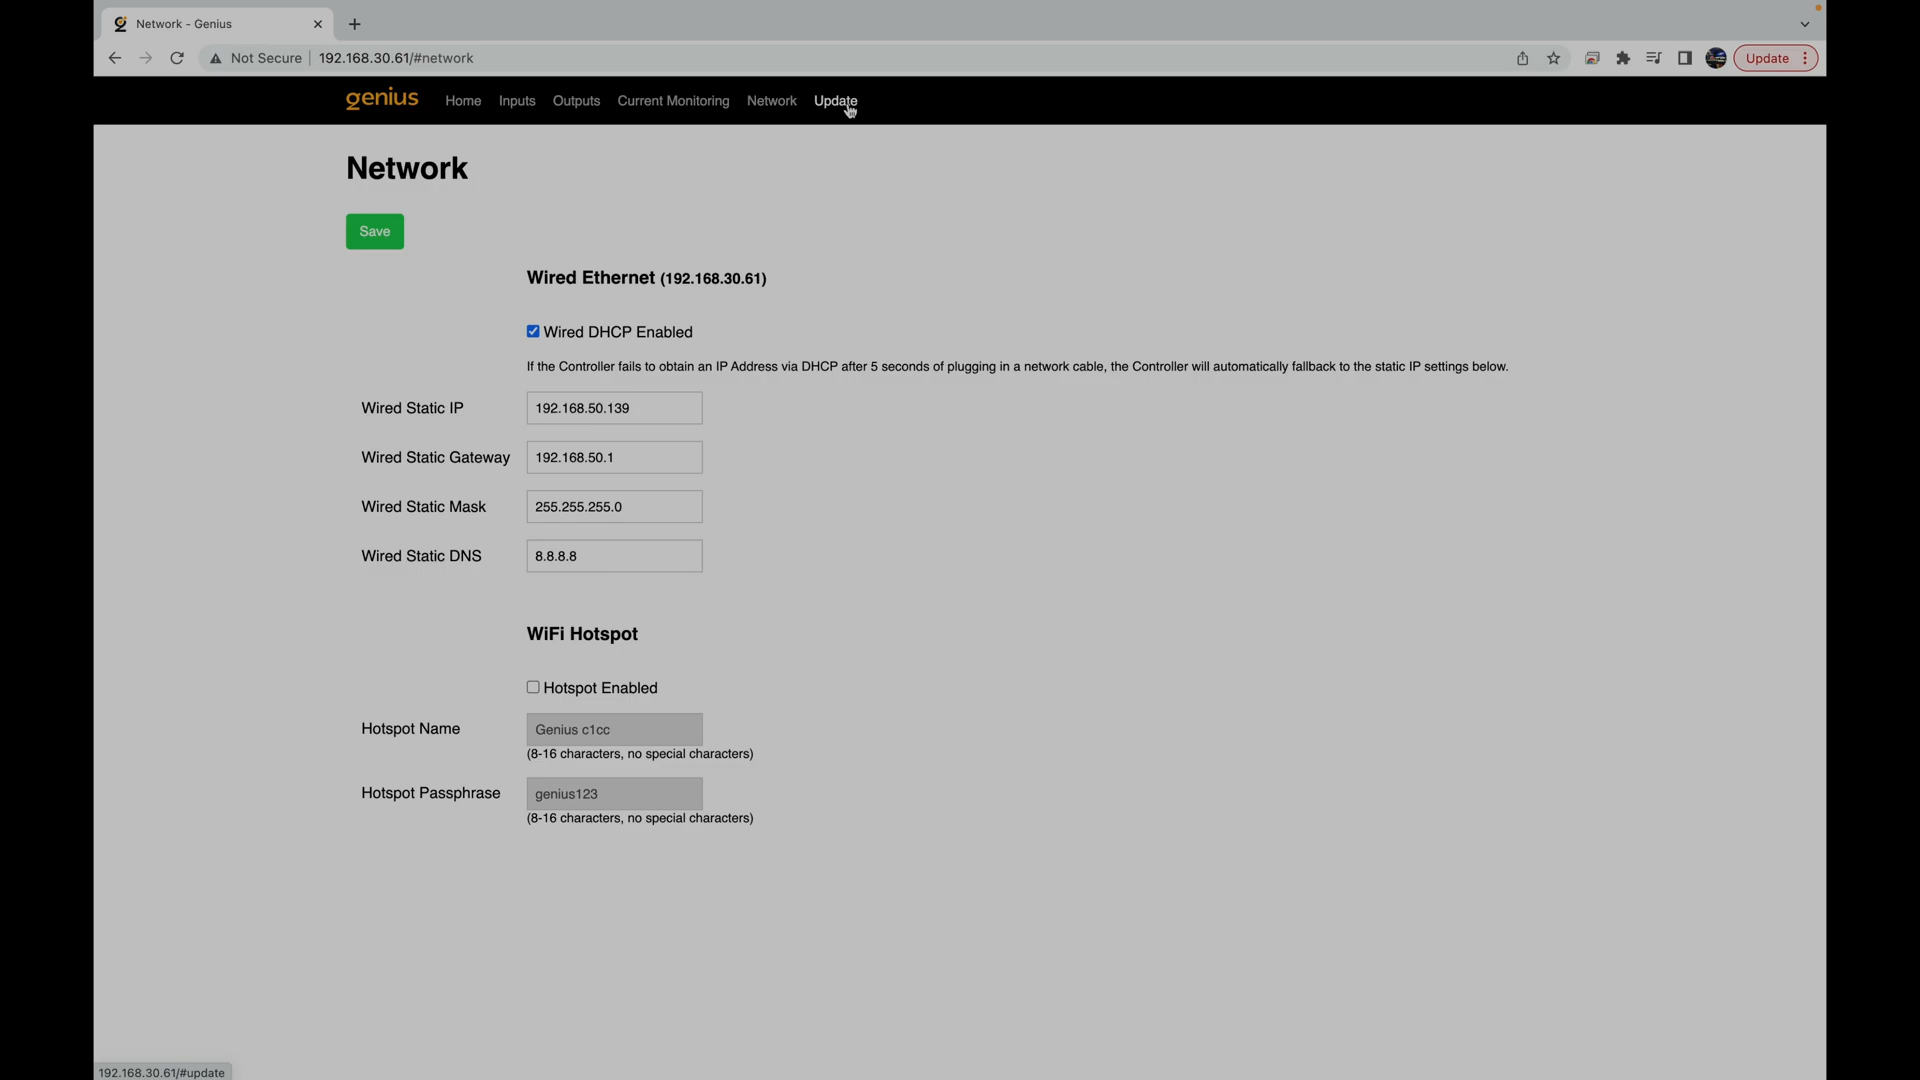 Network - Genius
Not Secure 192.168.30.61/#network
Update
genius Home Inputs Outputs Current Monitoring Network Update
Network
Save
Wired Ethernet (192.168.30.61)
Wired DHCP Enabled
If the Controller fails to obtain an IP Address via DHCP after 5 seconds of plugging in a network cable, the Controller will automatically fallback to the static IP settings below.
Wired Static IP 192.168.50.139
Wired Static Gateway 192.168.50.1
Wired Static Mask 255.255.255.0
Wired Static DNS 8.8.8.8
WiFi Hotspot
Hotspot Enabled
Hotspot Name Genius c1cc
(8-16 characters, no special characters)
Hotspot Passphrase genius123
(8-16 characters, no special characters)
192.168.30.61/#update